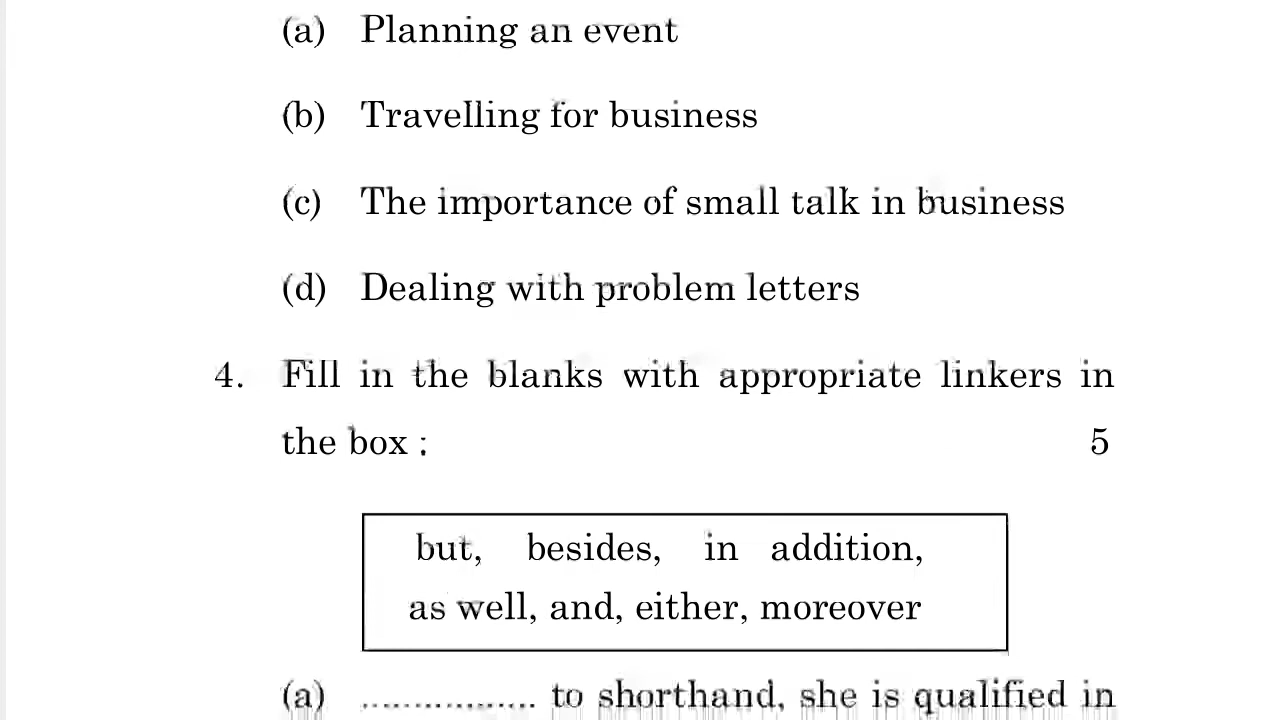 (a) Planning an event
(b) Travelling for business
(c) The importance of small talk in business
(d) Dealing with problem letters
4. Fill in the blanks with appropriate linkers in
the box : 5
but, besides, in addition,
as well, and, either, moreover
(a) ................. to shorthand, she is qualified in